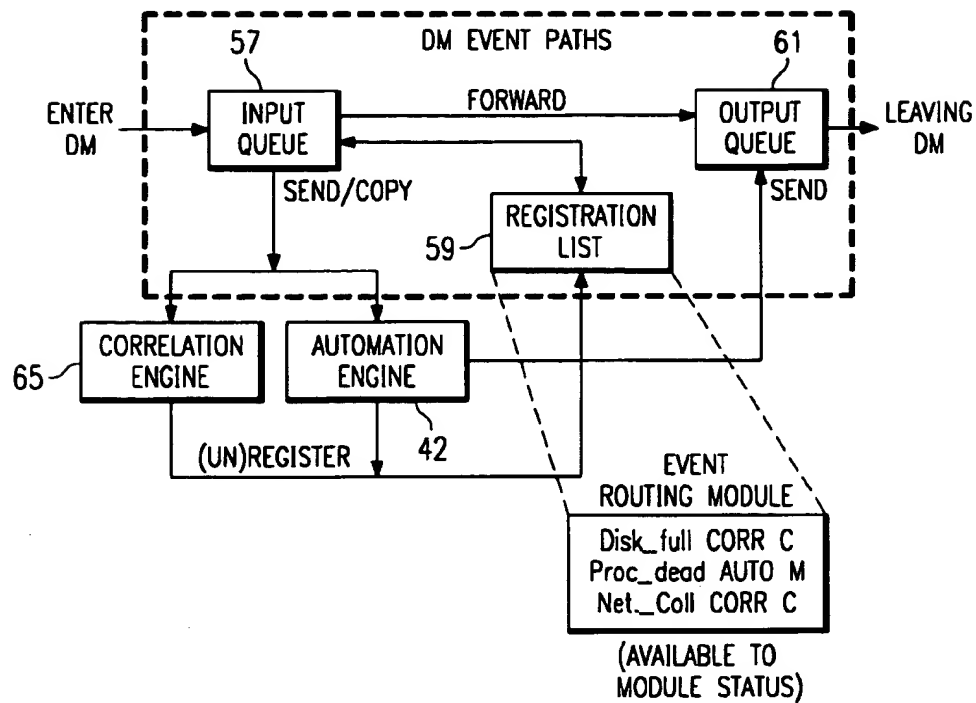 DM EVENT PATHS
57
61
ENTER
DM
INPUT
QUEUE
FORWARD
OUTPUT
QUEUE
LEAVING
DM
SEND/COPY
SEND
59
REGISTRATION
LIST
65
CORRELATION
ENGINE
AUTOMATION
ENGINE
42
(UN)REGISTER
EVENT
ROUTING MODULE
Disk_full CORR C
Proc_dead AUTO M
Net._Coll CORR C
(AVAILABLE TO
MODULE STATUS)